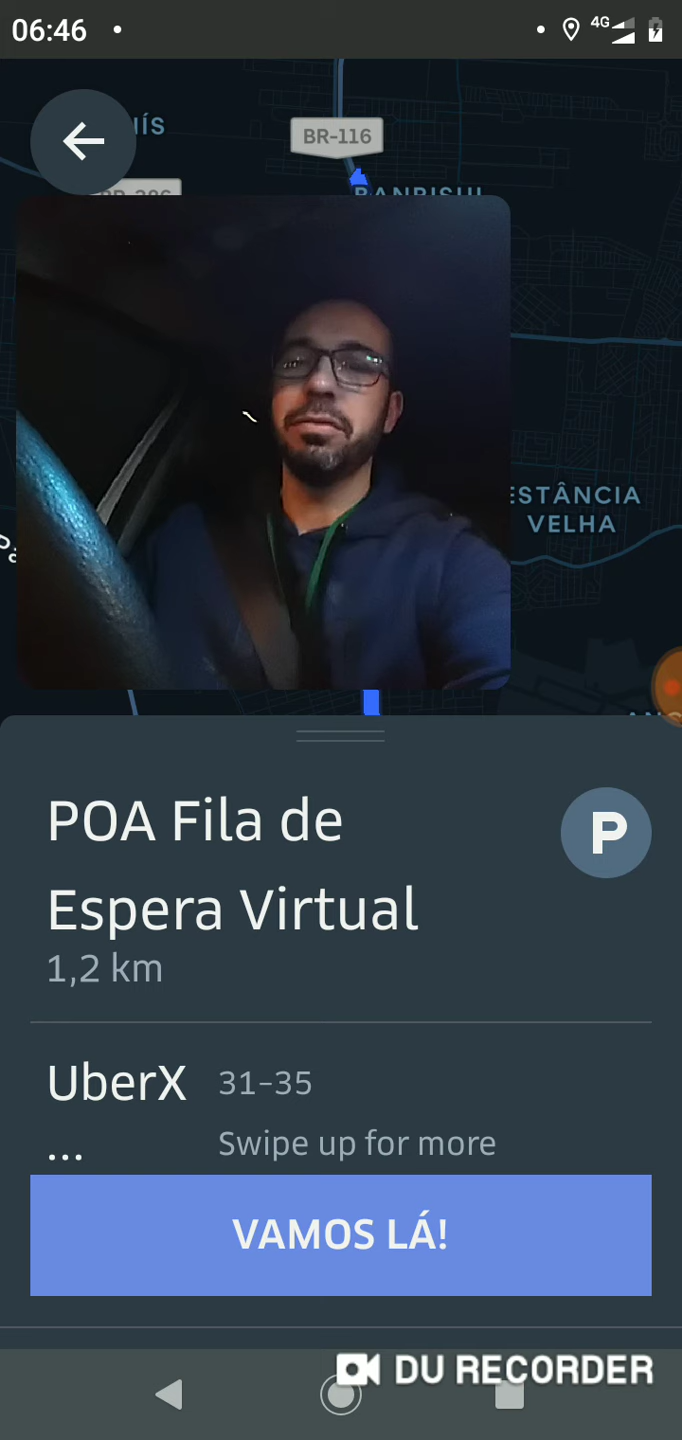 06:46
4G
BR-116
ESTÂNCIA
VELHA
POA Fila de
Espera Virtual
P
1,2 km
UberX 31-35
... Swipe up for more
VAMOS LÁ!
DU RECORDER